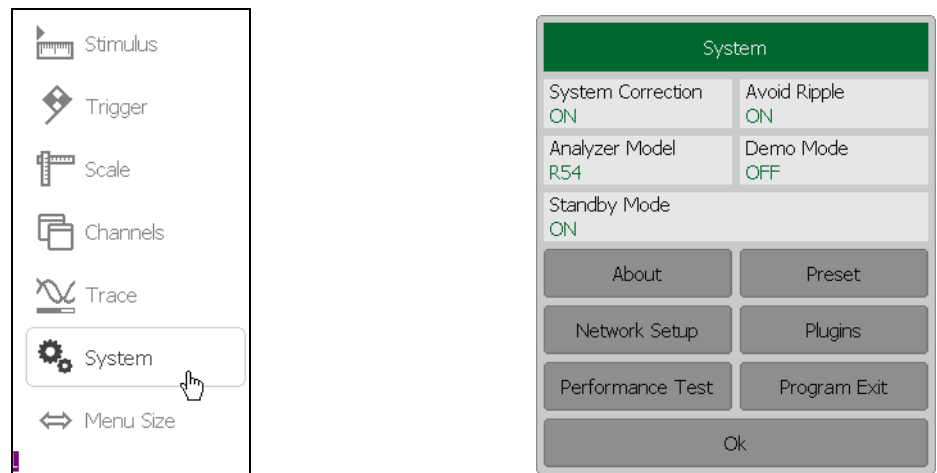 Stimulus
Trigger
Scale
Channels
Trace
System
Menu Size
System
System Correction
ON
Avoid Ripple
ON
Analyzer Model
R54
Demo Mode
OFF
Standby Mode
ON
About
Preset
Network Setup
Plugins
Performance Test
Program Exit
Ok